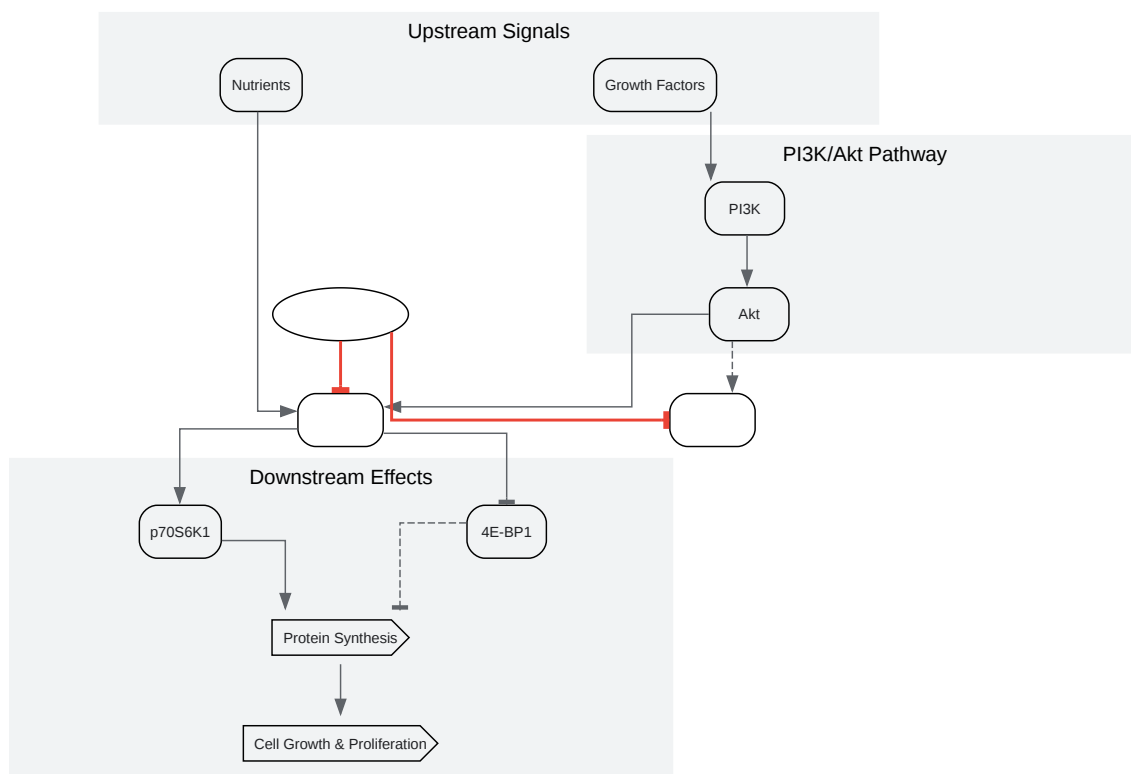 Upstream Signals
Nutrients
Growth Factors
PI3K/Akt Pathway
PI3K
Akt
Downstream Effects
p70S6K1
4E-BP1
Protein Synthesis
Cell Growth & Proliferation